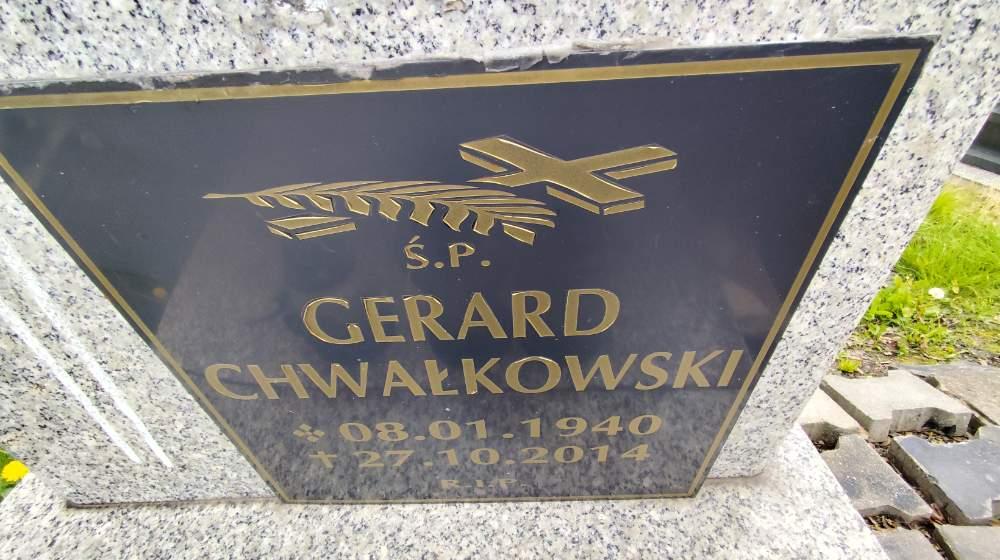 Ś.P.
GERARD
CHWAŁKOWSKI
08.01.1940
✝ 27.10.2014
R.I.P.